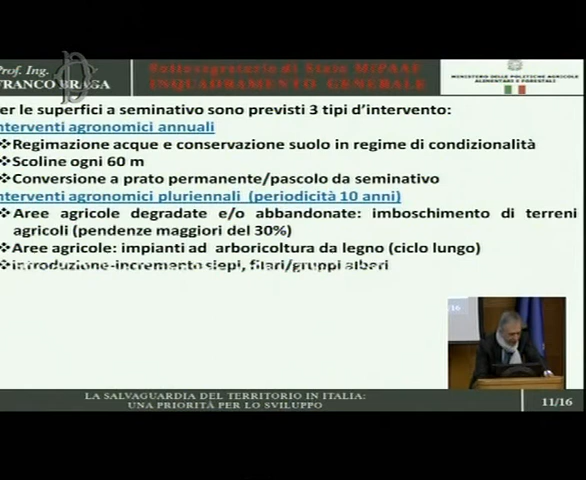 Prof. Ing.
FRANCO BRAGA
Sottosegretario di Stato MiPAAF
INQUADRAMENTO GENERALE
MINISTERO DELLE POLITICHE AGRICOLE
ALIMENTARI E FORESTALI
er le superfici a seminativo sono previsti 3 tipi d'intervento:
nterventi agronomici annuali
Regimazione acque e conservazione suolo in regime di condizionalità
Scoline ogni 60 m
Conversione a prato permanente/pascolo da seminativo
nterventi agronomici pluriennali (periodicità 10 anni)
Aree agricole degradate e/o abbandonate: imboschimento di terreni
agricoli (pendenze maggiori del 30%)
Aree agricole: impianti ad arboricoltura da legno (ciclo lungo)
introduzione-incremento siepi, filari/gruppi alberi
LA SALVAGUARDIA DEL TERRITORIO IN ITALIA:
UNA PRIORITÀ PER LO SVILUPPO
11/16